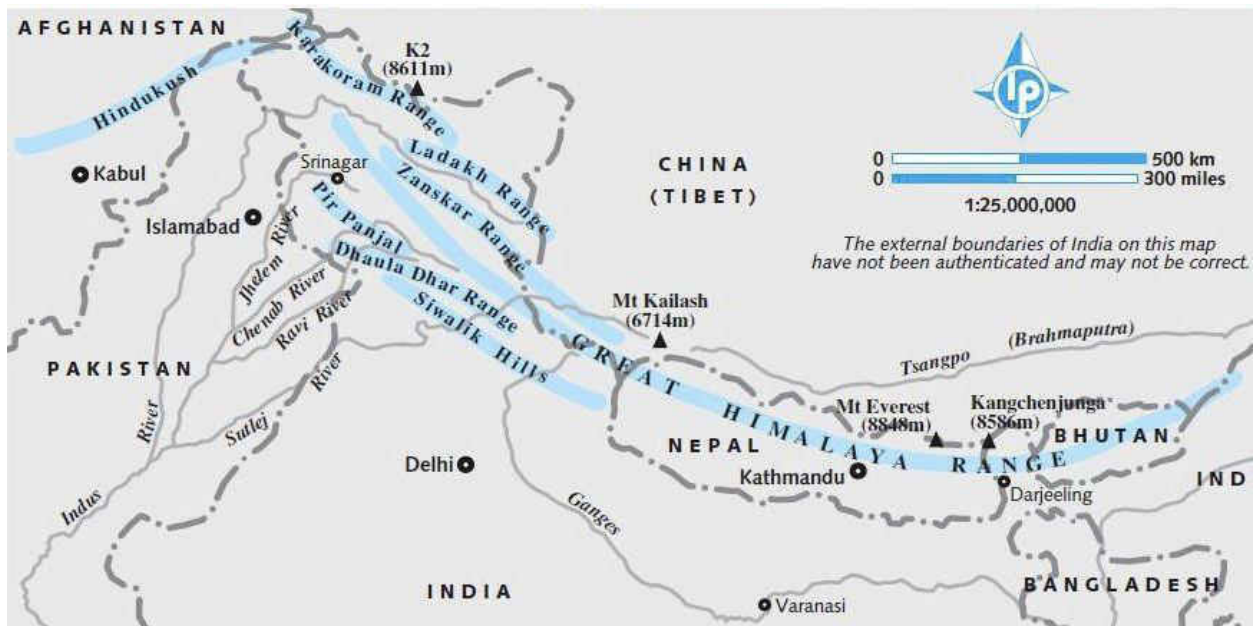 AFGHANISTAN
Hindukush
Karakoram Range
K2
(8611m)
Kabul
Srinagar
Islamabad
Ladakh Range
Zanskar Range
Pir Panjal
Dhaula Dhar Range
Siwalik Hills
Jhelem River
Chenab River
Ravi River
PAKISTAN
River
Sutlej
River
Indus
CHINA
(TIBET)
lp
0 500 km
0 300 miles
1:25,000,000
The external boundaries of India on this map
have not been authenticated and may not be correct.
Mt Kailash
(6714m)
Tsangpo
(Brahmaputra)
GREAT HIMALAYA RANGE
Mt Everest
(8848m)
Kangchenjunga
(8586m)
NEPAL
BHUTAN
Kathmandu
Darjeeling
IND
Delhi
Ganges
INDIA
Varanasi
BANGLADESH